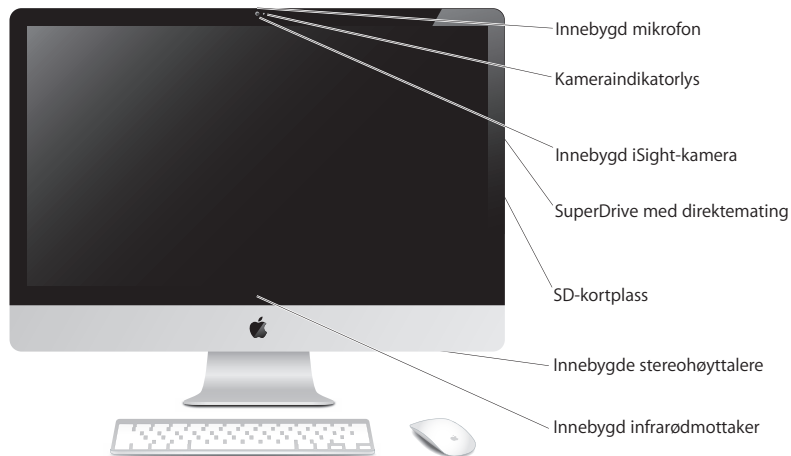 Innebygd mikrofon
Kameraindikatorlys
Innebygd iSight-kamera
SuperDrive med direktemating
SD-kortplass
Innebygde stereohøyttalere
Innebygd infrarødmottaker